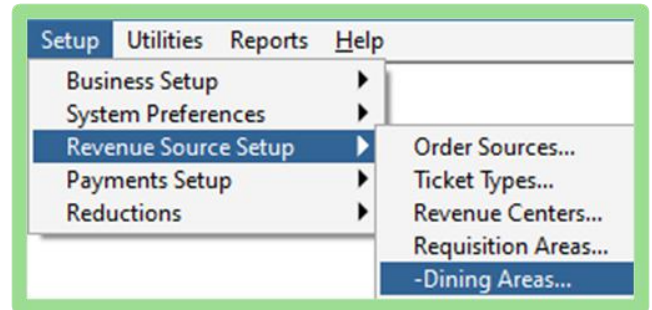 Setup Utilities Reports Help
Business Setup
System Preferences
Revenue Source Setup
Payments Setup
Reductions
Order Sources...
Ticket Types...
Revenue Centers...
Requisition Areas...
-Dining Areas...